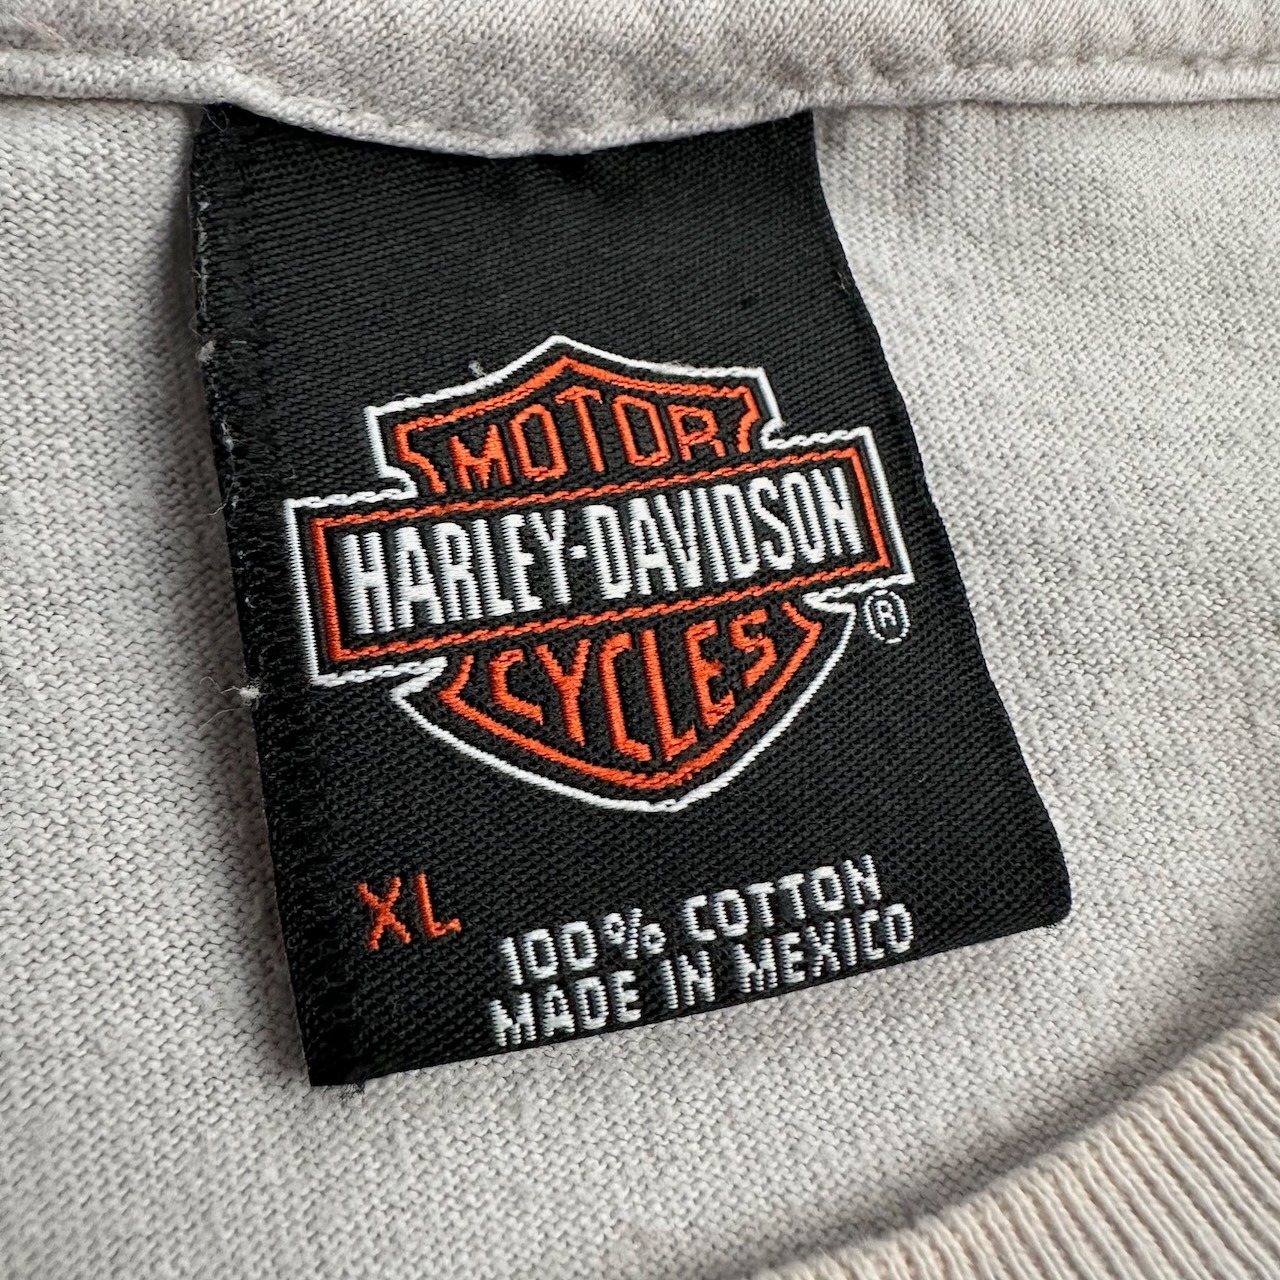 MOTOR
HARLEY-DAVIDSON
CYCLES
®
XL
100% COTTON
MADE IN MEXICO